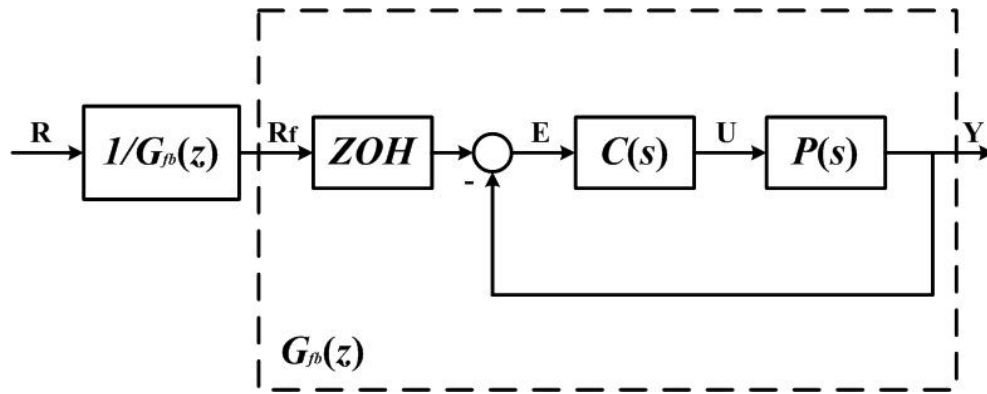 R
1/Gfb(z)
Rf
ZOH
-
E
C(s)
U
P(s)
Y
Gfb(z)